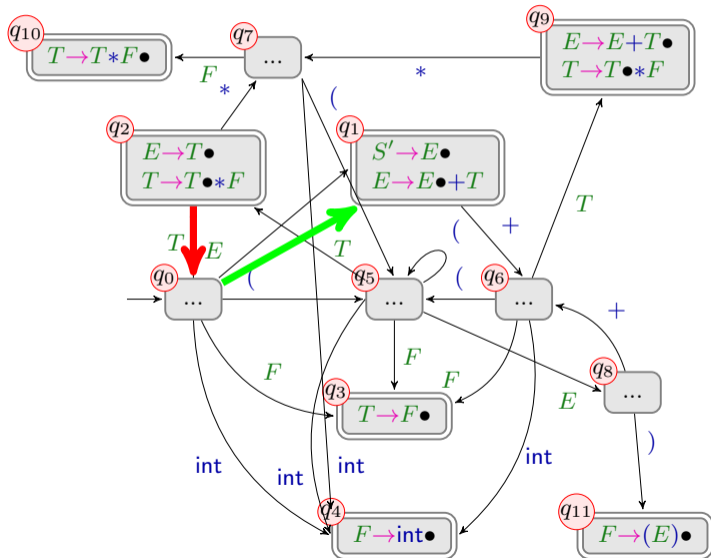 q10
T→T*F●
q7
...
q9
E→E+T●
T→T●*F
F
*
*
(
q2
E→T●
T→T●*F
q1
S′→E●
E→E●+T
T
T
E
T
(
+
q0
...
(
q5
...
(
q6
...
+
F
F
F
q8
...
q3
T→F●
E
int
int
int
int
)
q4
F→int●
q11
F→(E)●